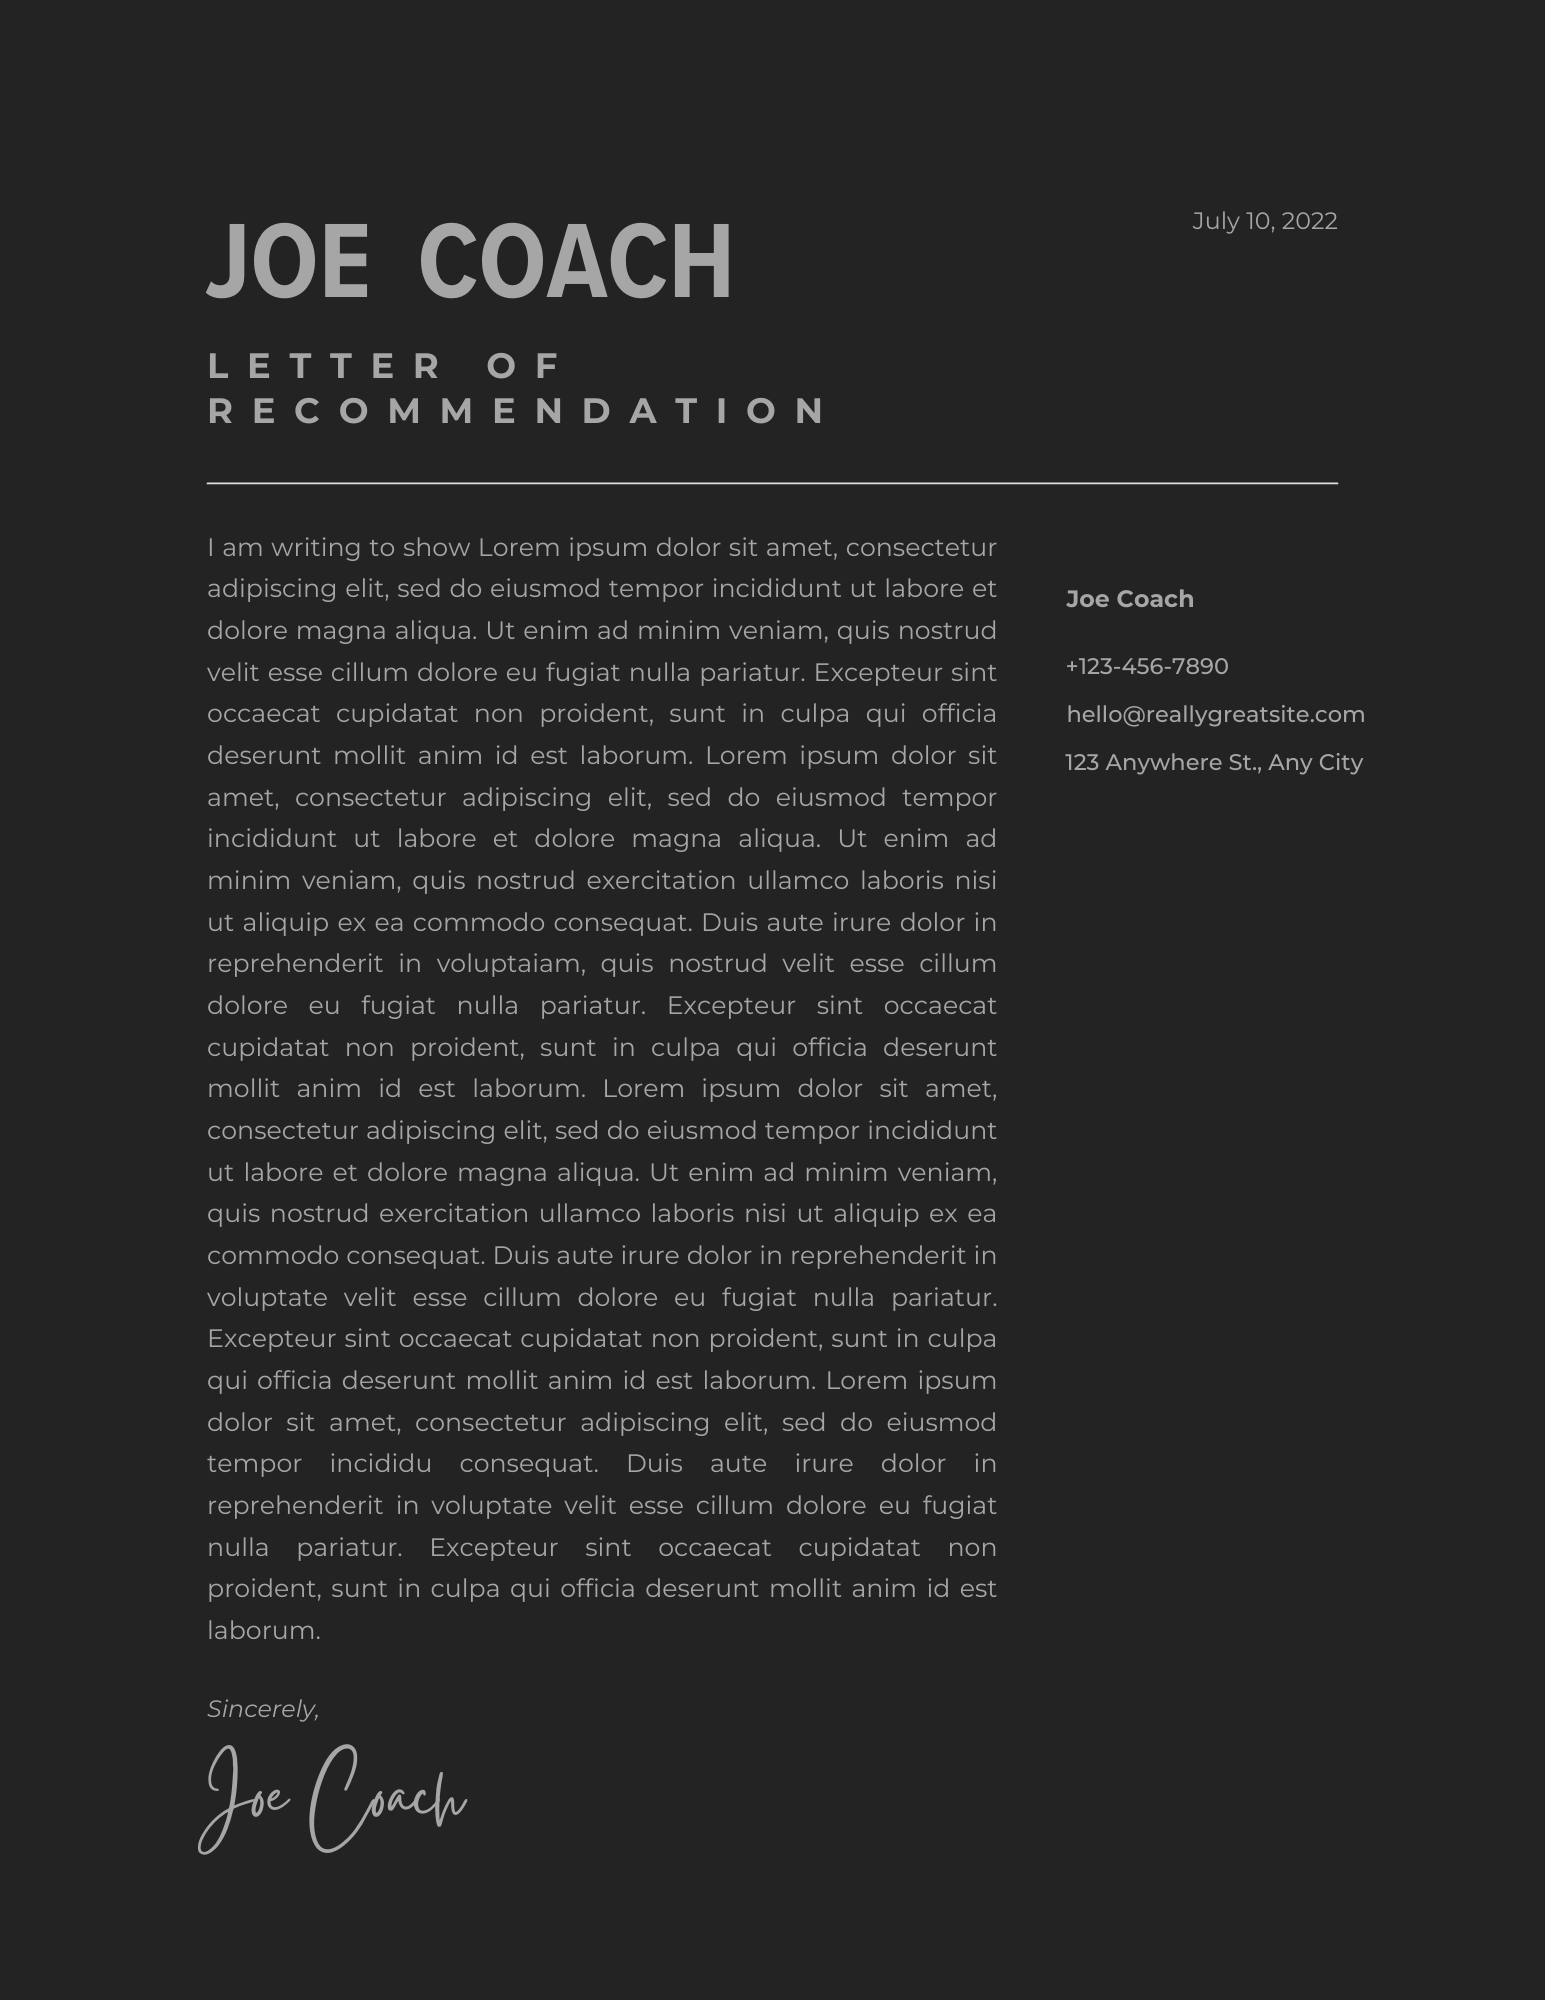 JOE COACH
July 10, 2022
LETTER OF
RECOMMENDATION
I am writing to show Lorem ipsum dolor sit amet, consectetur
adipiscing elit, sed do eiusmod tempor incididunt ut labore et
dolore magna aliqua. Ut enim ad minim veniam, quis nostrud
velit esse cillum dolore eu fugiat nulla pariatur. Excepteur sint
occaecat cupidatat non proident, sunt in culpa qui officia
deserunt mollit anim id est laborum. Lorem ipsum dolor sit
amet, consectetur adipiscing elit, sed do eiusmod tempor
incididunt ut labore et dolore magna aliqua. Ut enim ad
minim veniam, quis nostrud exercitation ullamco laboris nisi
ut aliquip ex ea commodo consequat. Duis aute irure dolor in
reprehenderit in voluptaiam, quis nostrud velit esse cillum
dolore eu fugiat nulla pariatur. Excepteur sint occaecat
cupidatat non proident, sunt in culpa qui officia deserunt
mollit anim id est laborum. Lorem ipsum dolor sit amet,
consectetur adipiscing elit, sed do eiusmod tempor incididunt
ut labore et dolore magna aliqua. Ut enim ad minim veniam,
quis nostrud exercitation ullamco laboris nisi ut aliquip ex ea
commodo consequat. Duis aute irure dolor in reprehenderit in
voluptate velit esse cillum dolore eu fugiat nulla pariatur.
Excepteur sint occaecat cupidatat non proident, sunt in culpa
qui officia deserunt mollit anim id est laborum. Lorem ipsum
dolor sit amet, consectetur adipiscing elit, sed do eiusmod
tempor incididu consequat. Duis aute irure dolor in
reprehenderit in voluptate velit esse cillum dolore eu fugiat
nulla pariatur. Excepteur sint occaecat cupidatat non
proident, sunt in culpa qui officia deserunt mollit anim id est
laborum.
Sincerely,
Joe Coach
Joe Coach
+123-456-7890
hello@reallygreatsite.com
123 Anywhere St., Any City